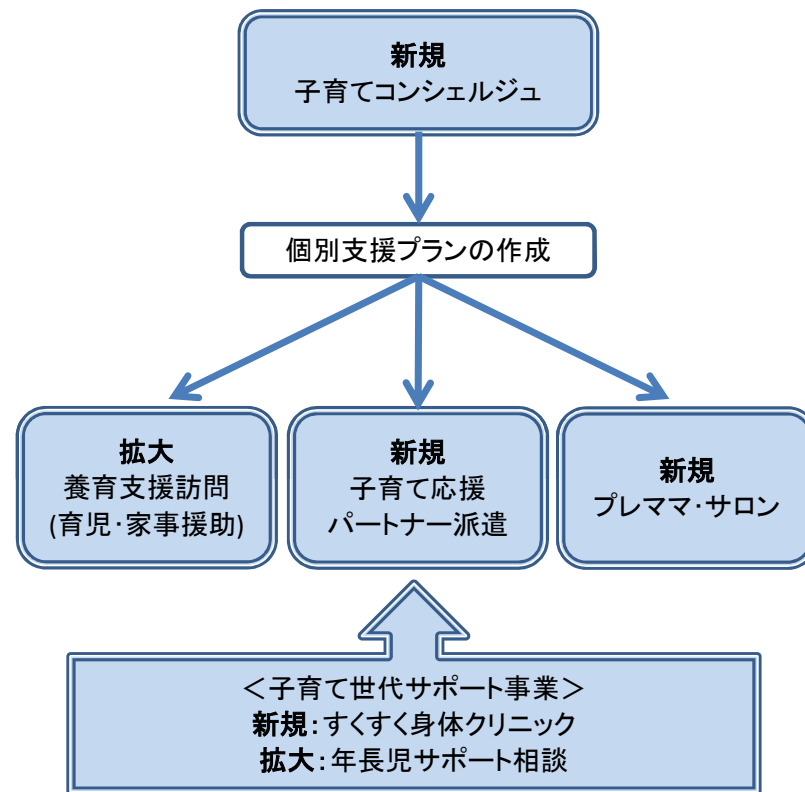 新規
子育てコンシェルジュ
個別支援プランの作成
拡大
養育支援訪問
(育児・家事援助)
新規
子育て応援
パートナー派遣
新規
プレママ・サロン
＜子育て世代サポート事業＞
新規：すくすく身体クリニック
拡大：年長児サポート相談